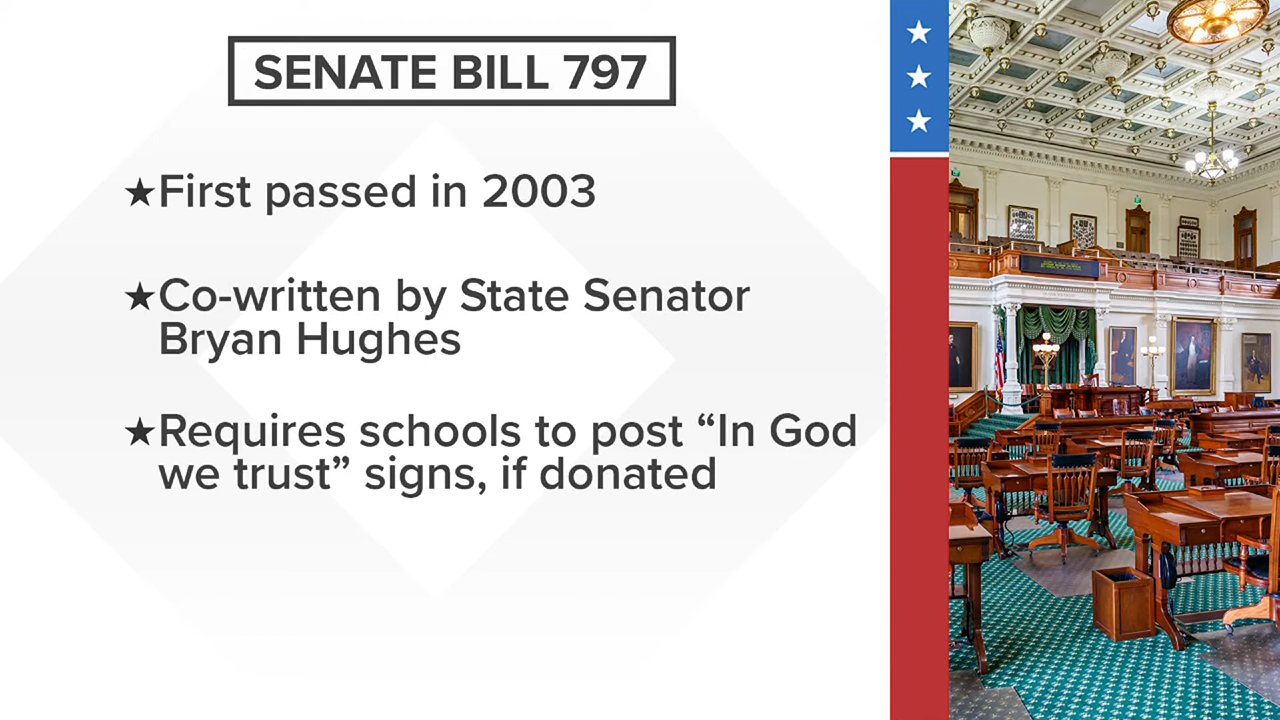 SENATE BILL 797
★First passed in 2003
★Co-written by State Senator
Bryan Hughes
★Requires schools to post “In God
we trust” signs, if donated